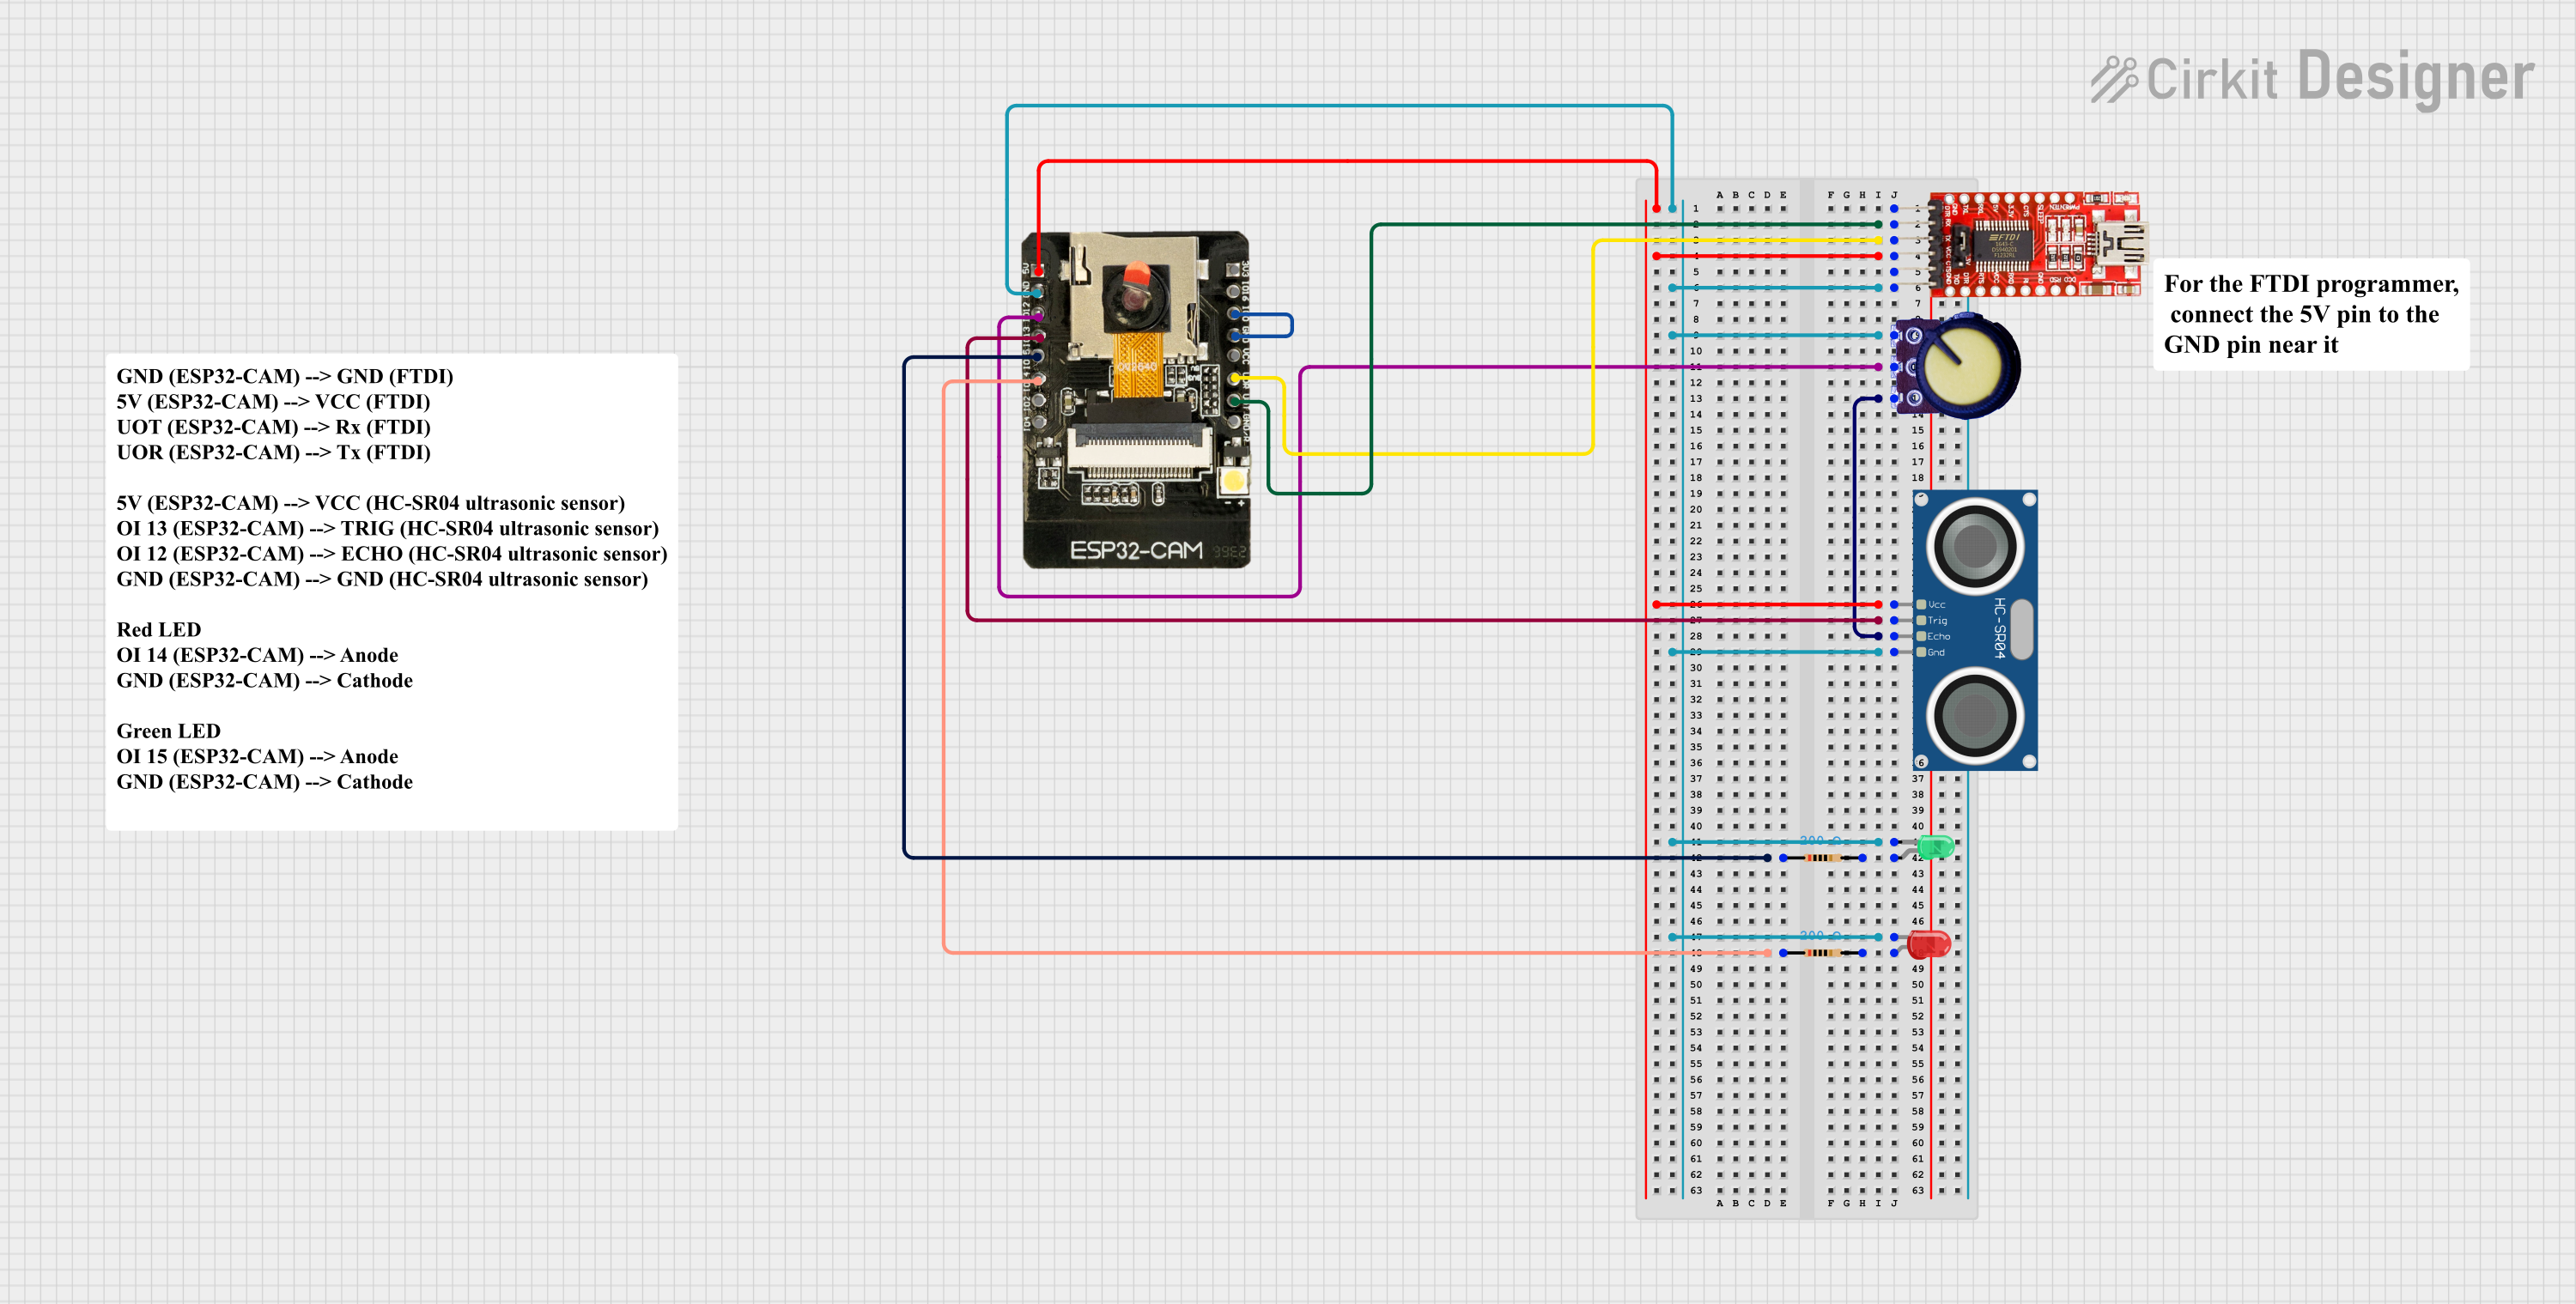 Cirkit Designer
For the FTDI programmer,
connect the 5V pin to the
GND pin near it
GND (ESP32-CAM) --> GND (FTDI)
5V (ESP32-CAM) --> VCC (FTDI)
UOT (ESP32-CAM) --> Rx (FTDI)
UOR (ESP32-CAM) --> Tx (FTDI)
5V (ESP32-CAM) --> VCC (HC-SR04 ultrasonic sensor)
OI 13 (ESP32-CAM) --> TRIG (HC-SR04 ultrasonic sensor)
OI 12 (ESP32-CAM) --> ECHO (HC-SR04 ultrasonic sensor)
GND (ESP32-CAM) --> GND (HC-SR04 ultrasonic sensor)
Red LED
OI 14 (ESP32-CAM) --> Anode
GND (ESP32-CAM) --> Cathode
Green LED
OI 15 (ESP32-CAM) --> Anode
GND (ESP32-CAM) --> Cathode
ESP32-CAM
A B C D E F G H I J
FTDI
HC-SR04
Vcc
Trig
Echo
Gnd
200 Ω
200 Ω
A B C D E F G H I J